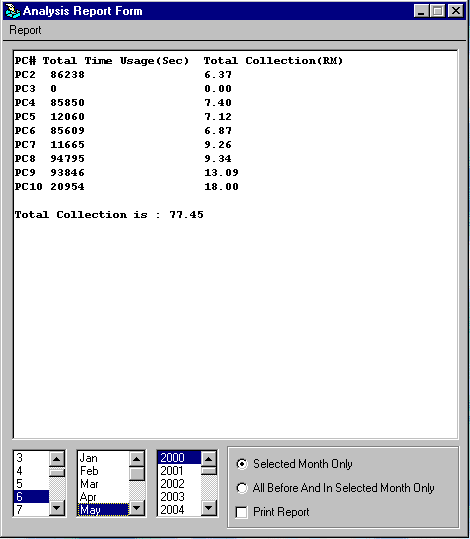 Analysis Report Form
Report
PC# Total Time Usage(Sec) Total Collection(RM)
PC2 86238 6.37
PC3 0 0.00
PC4 85850 7.40
PC5 12060 7.12
PC6 85609 6.87
PC7 11665 9.26
PC8 94795 9.34
PC9 93846 13.09
PC10 20954 18.00
Total Collection is : 77.45
3
4
5
6
7
Jan
Feb
Mar
Apr
May
2000
2001
2002
2003
2004
Selected Month Only
All Before And In Selected Month Only
Print Report